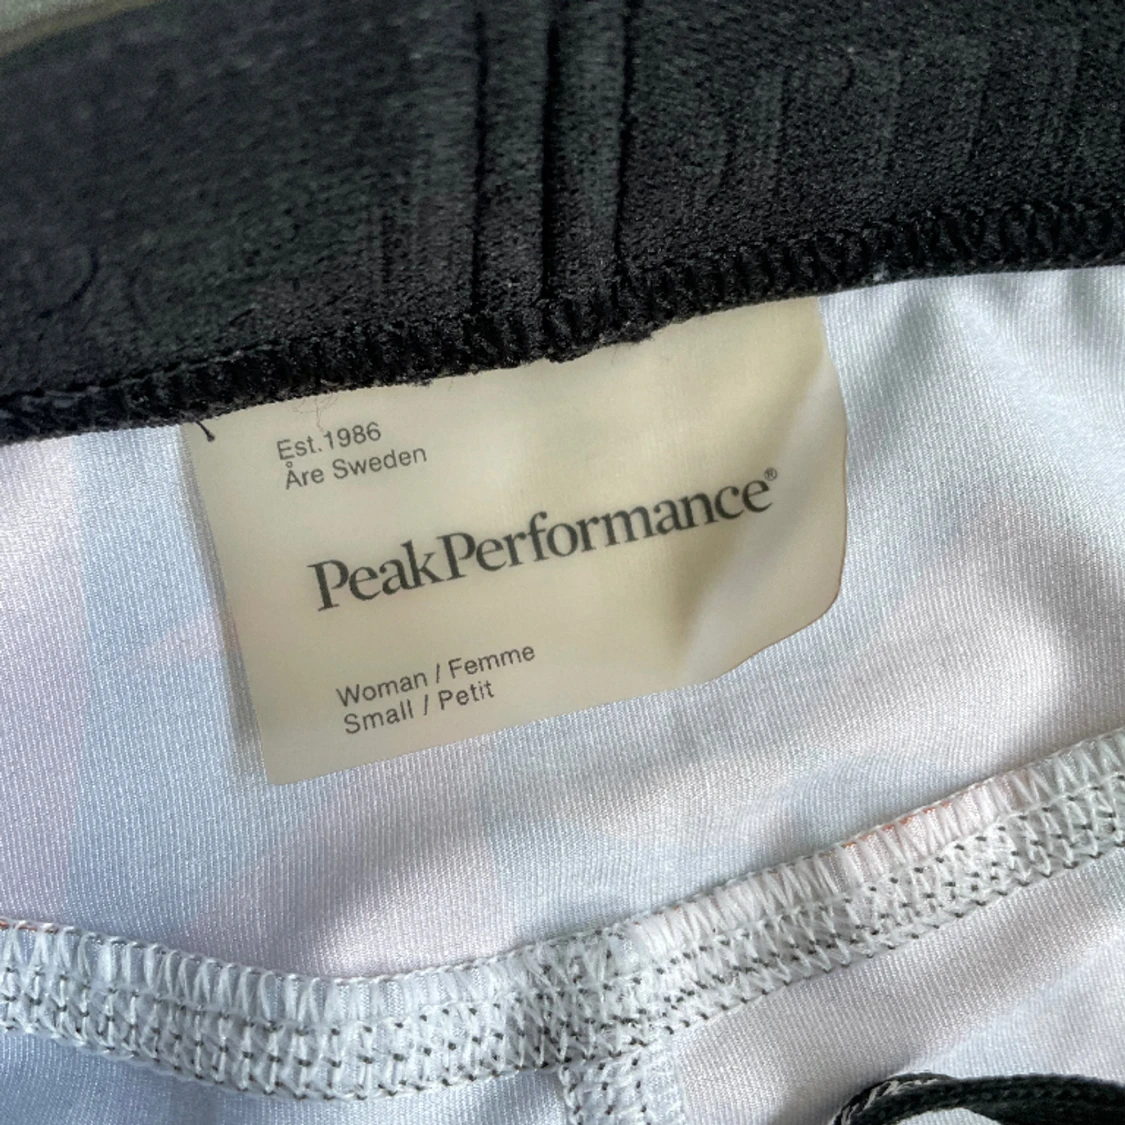 Est.1986
Åre Sweden
PeakPerformance®
Woman / Femme
Small / Petit